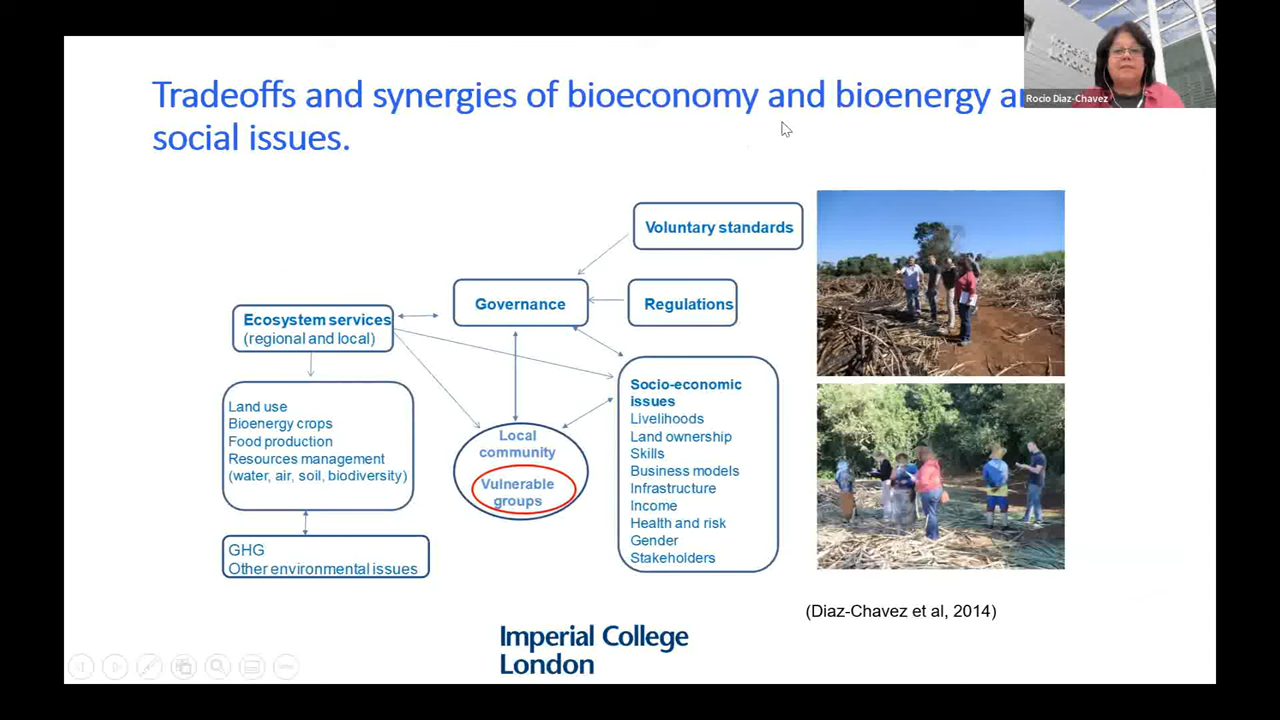 Tradeoffs and synergies of bioeconomy and bioenergy
social issues.
Rocio Diaz-Chavez
Voluntary standards
Governance
Regulations
Ecosystem services
(regional and local)
Land use
Bioenergy crops
Food production
Resources management
(water, air, soil, biodiversity)
GHG
Other environmental issues
Local
community
Vulnerable
groups
Socio-economic
issues
Livelihoods
Land ownership
Skills
Business models
Infrastructure
Income
Health and risk
Gender
Stakeholders
(Diaz-Chavez et al, 2014)
Imperial College
London